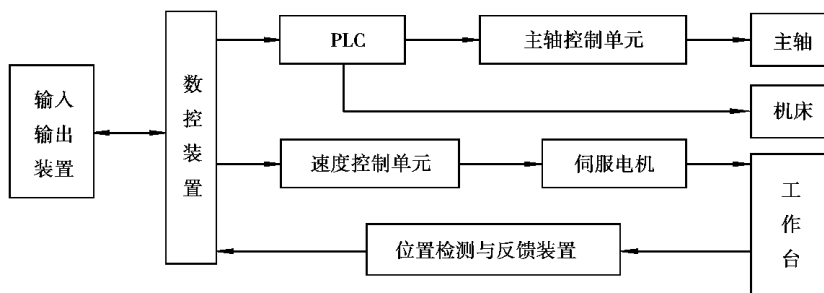 PLC
主轴控制单元
主轴
输入
输出
装置
数
控
装
置
机床
速度控制单元
伺服电机
工
作
台
位置检测与反馈装置